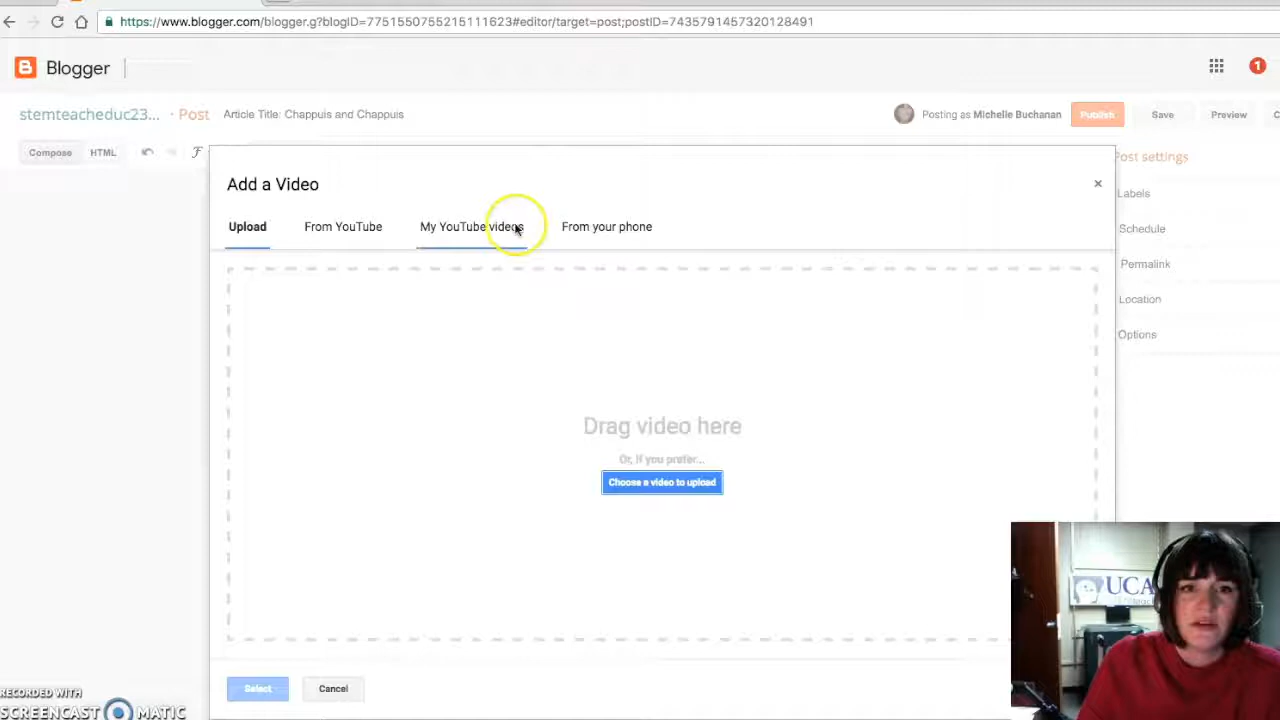 https://www.blogger.com/blogger.g?blogID=7751550755215111623#editor/target=post;postID=7435791457320128491
Blogger
1
stemteacheduc23... · Post Article Title: Chappuis and Chappuis Posting as Michelle Buchanan Publish Save Preview C
Compose HTML
Post settings
Add a Video
×
Labels
Upload From YouTube My YouTube videos From your phone
Schedule
Permalink
Location
Options
Drag video here
Or, if you prefer...
Choose a video to upload
UCA
Select Cancel
RECORDED WITH
SCREENCAST MATIC